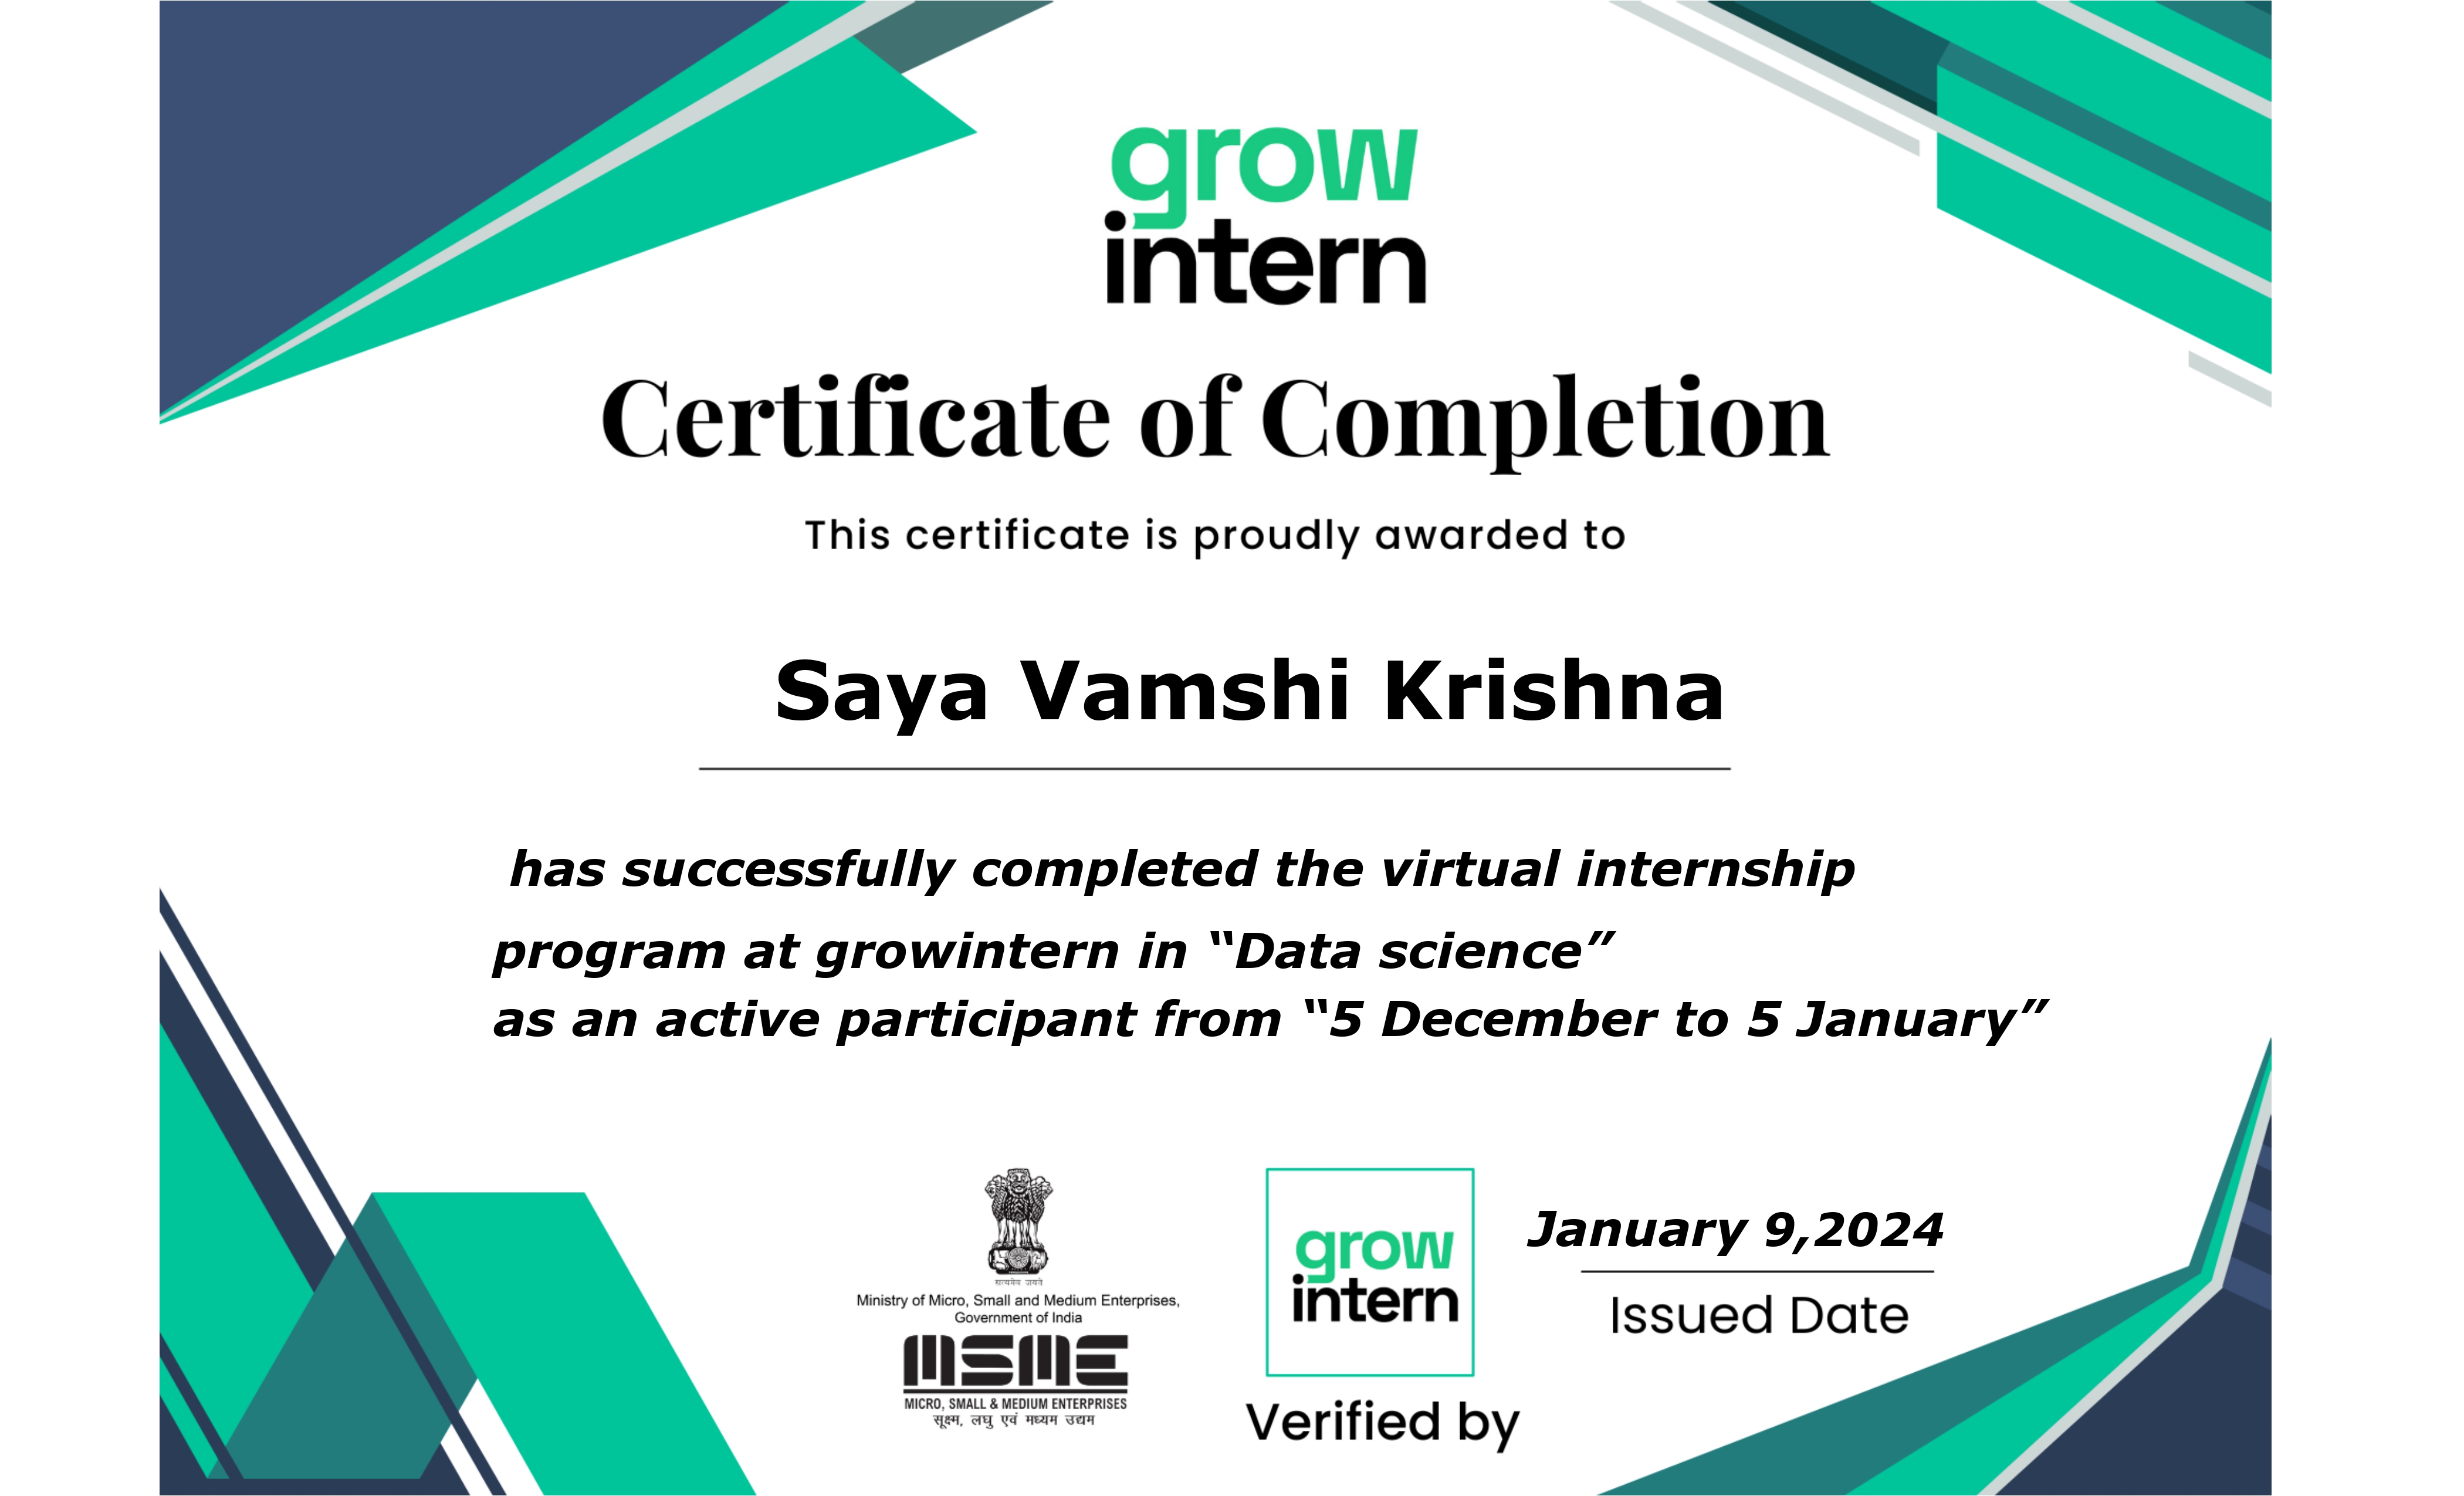 grow
intern
Certificate of Completion
This certificate is proudly awarded to
Saya Vamshi Krishna
has successfully completed the virtual internship
program at growintern in “Data science”
as an active participant from “5 December to 5 January”
सत्यमेव जयते
Ministry of Micro, Small and Medium Enterprises,
Government of India
MSME
MICRO, SMALL & MEDIUM ENTERPRISES
सूक्ष्म, लघु एवं मध्यम उद्यम
grow
intern
Verified by
January 9,2024
Issued Date